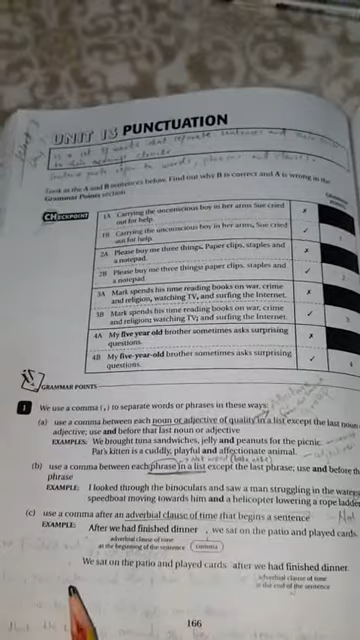 UNIT 15 PUNCTUATION
is a set of words that
Look at the A and B sentences below. Find out why B is correct and A is wrong in the
Grammar Points section.
CHECKPOINT
Grammar Points
1A Carrying the unconscious boy in her arms Sue cried out for help. ✗
1B Carrying the unconscious boy in her arms, Sue cried out for help. ✓ 1
2A Please buy me three things. Paper clips, staples and a notepad. ✗
2B Please buy me three things: paper clips, staples and a notepad. ✓ 2
3A Mark spends his time reading books on war, crime and religion, watching TV, and surfing the Internet. ✗
3B Mark spends his time reading books on war, crime and religion; watching TV; and surfing the Internet. ✓ 3
4A My five year old brother sometimes asks surprising questions. ✗
4B My five-year-old brother sometimes asks surprising questions. ✓ 4
GRAMMAR POINTS
1 We use a comma (,) to separate words or phrases in these ways:
(a) use a comma between each noun or adjective of quality in a list except the last noun or
adjective; use and before that last noun or adjective:
EXAMPLES: We brought tuna sandwiches, jelly and peanuts for the picnic.
Par's kitten is a cuddly, playful and affectionate animal.
(b) use a comma between each phrase in a list except the last phrase; use and before the
phrase
EXAMPLE: I looked through the binoculars and saw a man struggling in the water,
speedboat moving towards him and a helicopter lowering a rope ladder
(c) use a comma after an adverbial clause of time that begins a sentence
EXAMPLE: After we had finished dinner , we sat on the patio and played cards.
adverbial clause of time
at the beginning of the sentence
comma
We sat on the patio and played cards after we had finished dinner.
adverbial clause of time
at the end of the sentence
166